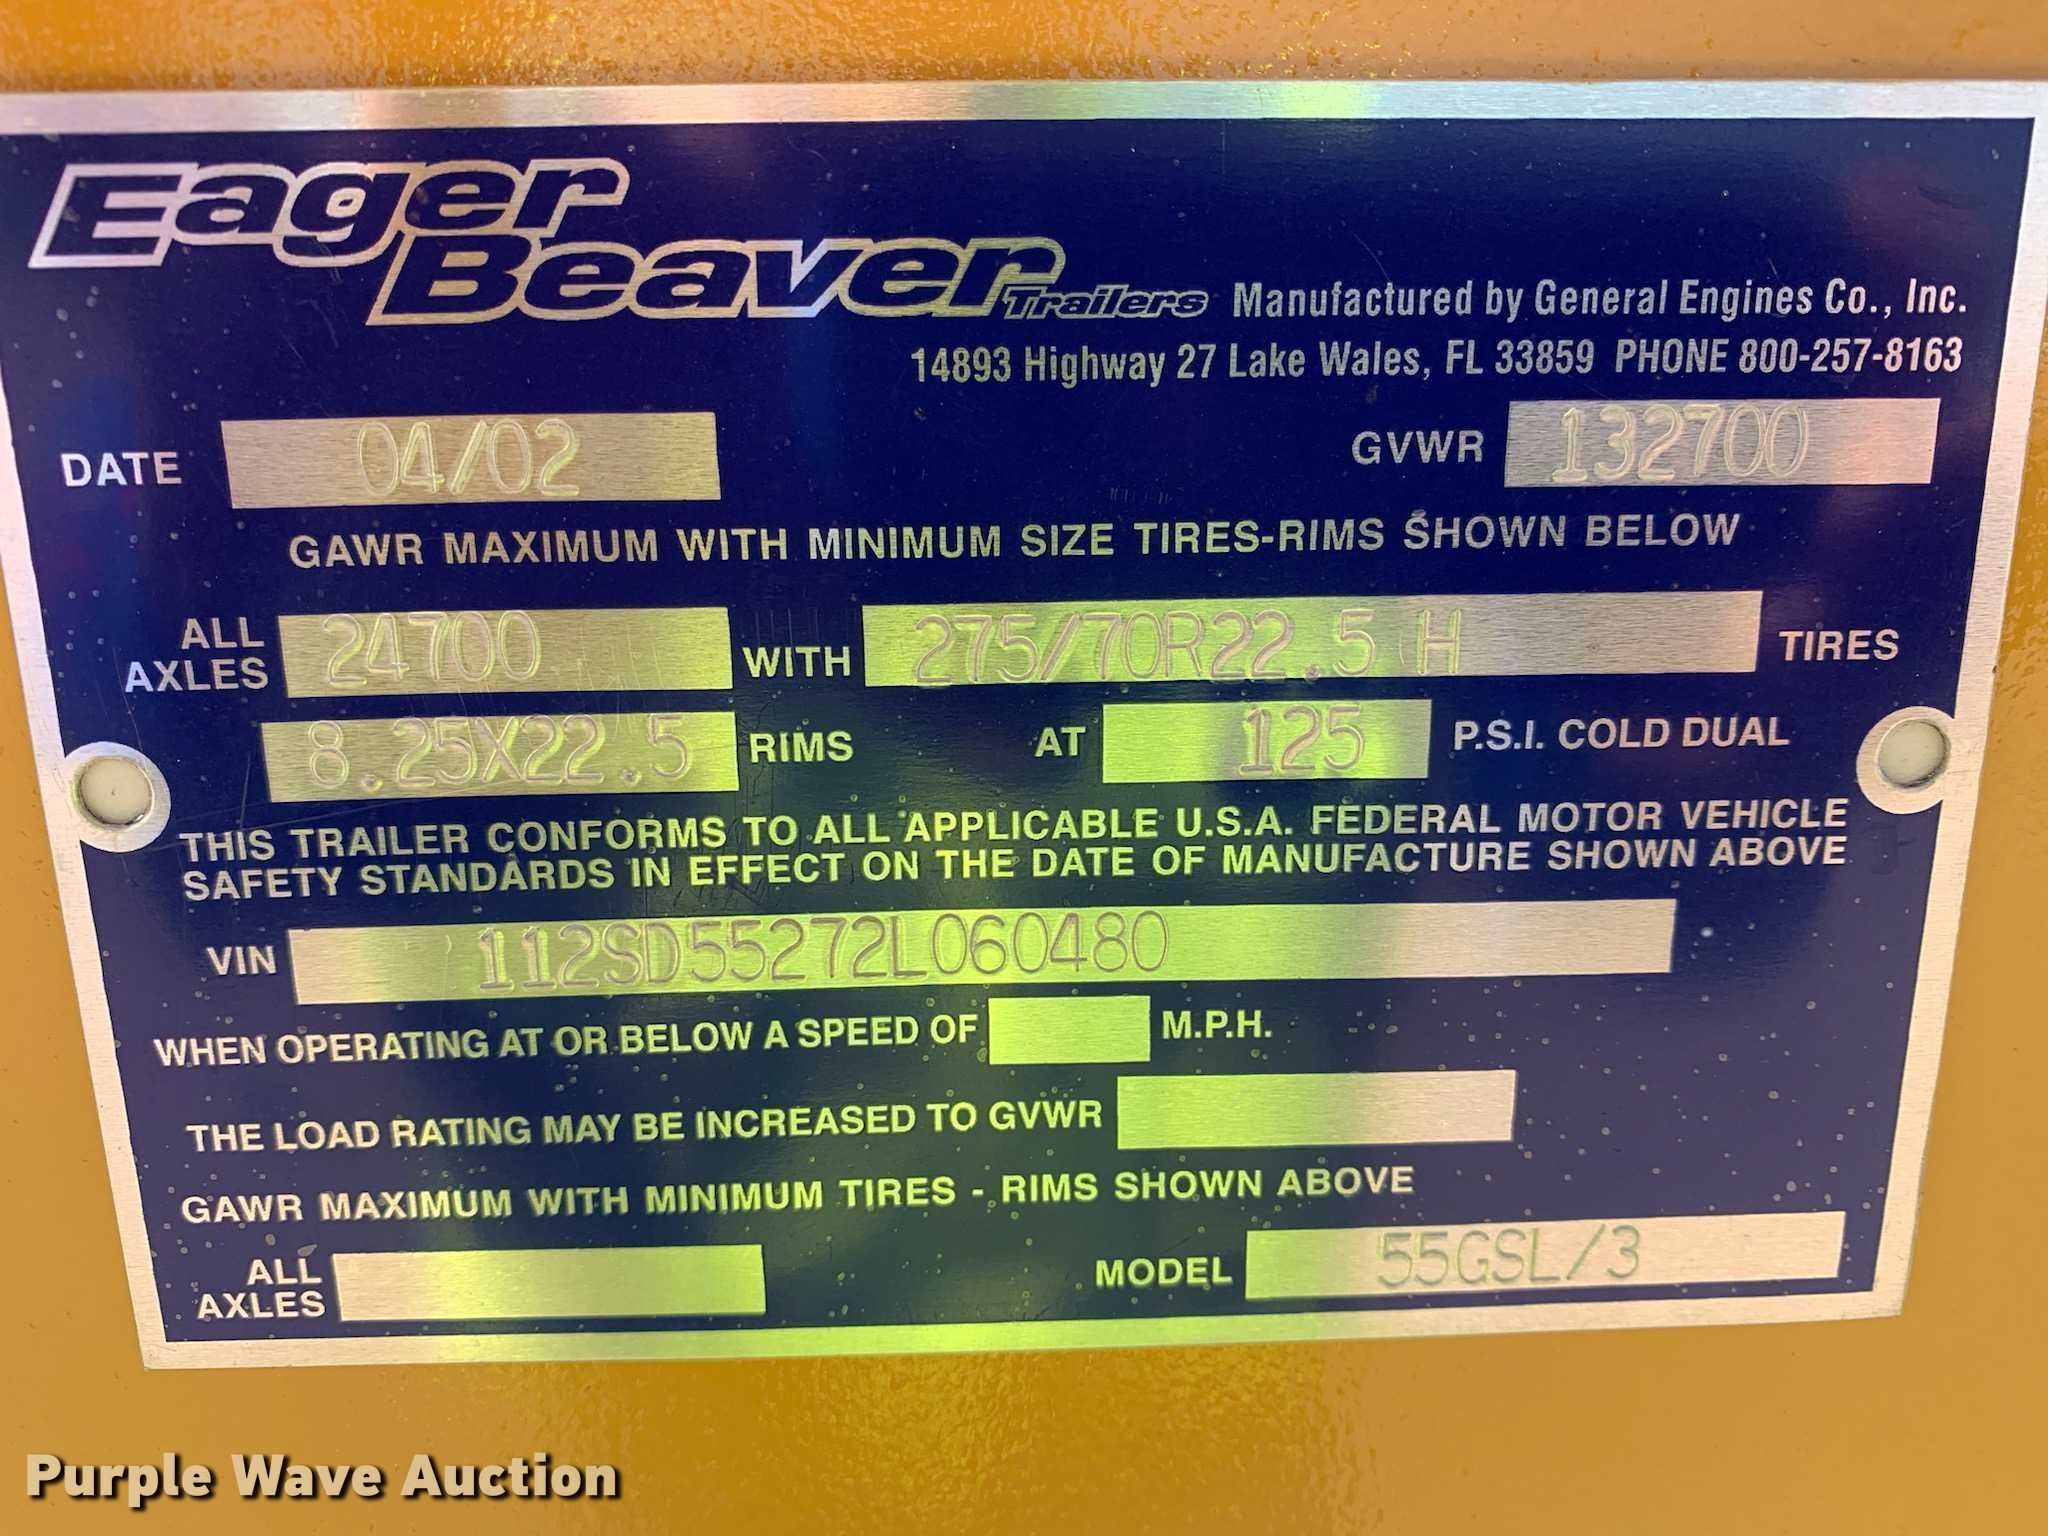 Eager
Beaver Trailers Manufactured by General Engines Co., Inc.
14893 Highway 27 Lake Wales, FL 33859 PHONE 800-257-8163
DATE 04/02 GVWR 132700
GAWR MAXIMUM WITH MINIMUM SIZE TIRES-RIMS SHOWN BELOW
ALL AXLES 24700 WITH 275/70R22.5 H TIRES
8.25X22.5 RIMS AT 125 P.S.I. COLD DUAL
THIS TRAILER CONFORMS TO ALL APPLICABLE U.S.A. FEDERAL MOTOR VEHICLE
SAFETY STANDARDS IN EFFECT ON THE DATE OF MANUFACTURE SHOWN ABOVE
VIN 112SD55272L060480
WHEN OPERATING AT OR BELOW A SPEED OF M.P.H.
THE LOAD RATING MAY BE INCREASED TO GVWR
GAWR MAXIMUM WITH MINIMUM TIRES - RIMS SHOWN ABOVE
ALL AXLES MODEL 55GSL/3
Purple Wave Auction